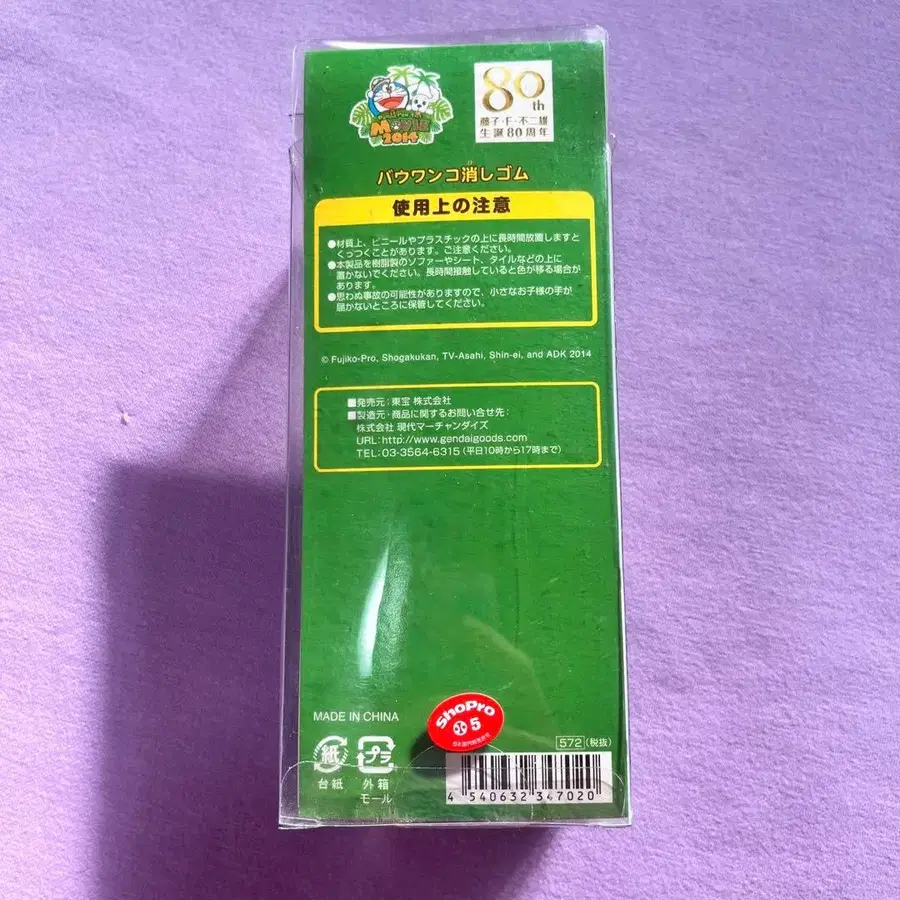 MOVIE
2014
80th
藤子・F・不二雄
生誕80周年
バウワンコ消しゴム
使用上の注意
●材質上、ビニールやプラスチックの上に長時間放置しますと
くっつくことがあります。ご注意ください。
●本製品を樹脂製のソファーやシート、タイルなどの上に
置かないでください。長時間接触していると色が移る場合が
あります。
●思わぬ事故の可能性がありますので、小さなお子様の手が
届かないところに保管してください。
© Fujiko-Pro, Shogakukan, TV-Asahi, Shin-ei, and ADK 2014
■発売元：東宝 株式会社
■製造元・商品に関するお問い合せ先：
株式会社 現代マーチャンダイズ
URL:http://www.gendaigoods.com
TEL:03-3564-6315（平日10時から17時まで）
MADE IN CHINA
ShoPro
5
572（税抜）
紙
台紙
プラ
外箱
モール
4 540632 347020